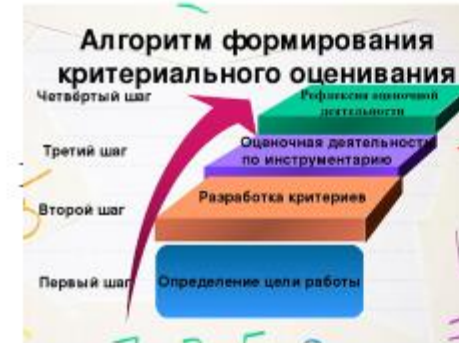 Алгоритм формирования
критериального оценивания
Четвёртый шаг
Рефлексия оценочной
деятельности
Третий шаг
Оценочная деятельность
по инструментарию
Второй шаг
Разработка критериев
Первый шаг
Определение цели работы